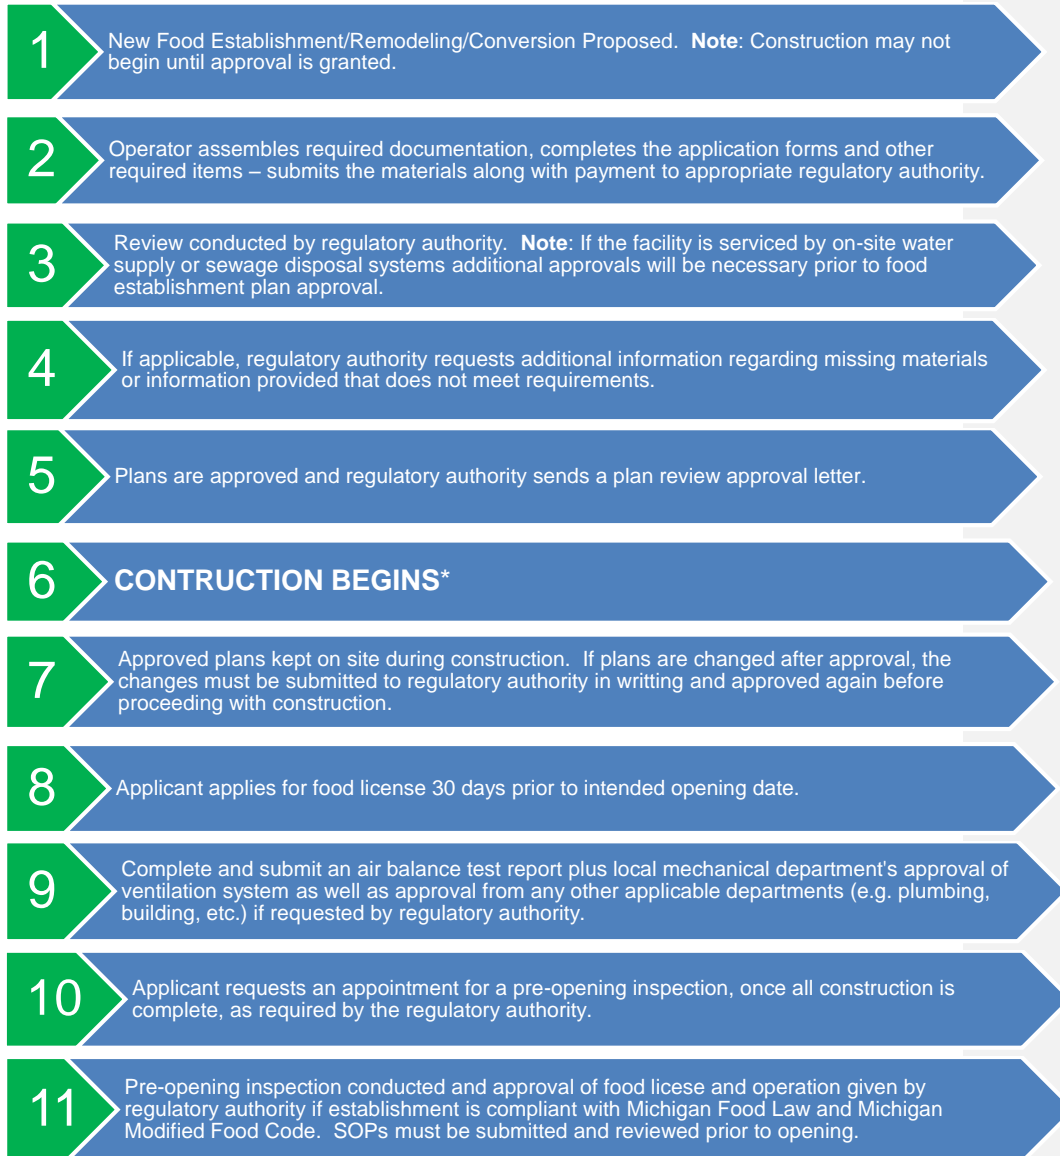 1
New Food Establishment/Remodeling/Conversion Proposed. Note: Construction may not
begin until approval is granted.
2
Operator assembles required documentation, completes the application forms and other
required items – submits the materials along with payment to appropriate regulatory authority.
3
Review conducted by regulatory authority. Note: If the facility is serviced by on-site water
supply or sewage disposal systems additional approvals will be necessary prior to food
establishment plan approval.
4
If applicable, regulatory authority requests additional information regarding missing materials
or information provided that does not meet requirements.
5
Plans are approved and regulatory authority sends a plan review approval letter.
6
CONTRUCTION BEGINS*
7
Approved plans kept on site during construction. If plans are changed after approval, the
changes must be submitted to regulatory authority in writting and approved again before
proceeding with construction.
8
Applicant applies for food license 30 days prior to intended opening date.
9
Complete and submit an air balance test report plus local mechanical department's approval of
ventilation system as well as approval from any other applicable departments (e.g. plumbing,
building, etc.) if requested by regulatory authority.
10
Applicant requests an appointment for a pre-opening inspection, once all construction is
complete, as required by the regulatory authority.
11
Pre-opening inspection conducted and approval of food licese and operation given by
regulatory authority if establishment is compliant with Michigan Food Law and Michigan
Modified Food Code. SOPs must be submitted and reviewed prior to opening.